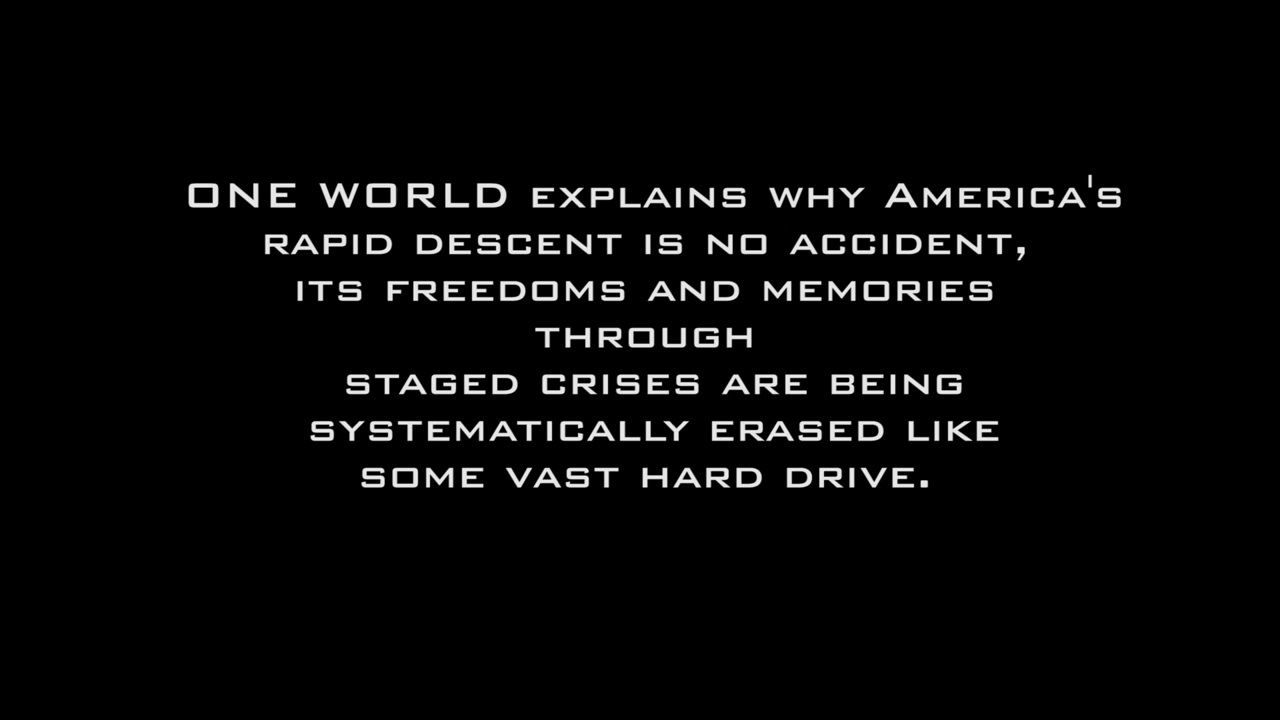 ONE WORLD EXPLAINS WHY AMERICA'S
RAPID DESCENT IS NO ACCIDENT,
ITS FREEDOMS AND MEMORIES
THROUGH
STAGED CRISES ARE BEING
SYSTEMATICALLY ERASED LIKE
SOME VAST HARD DRIVE.